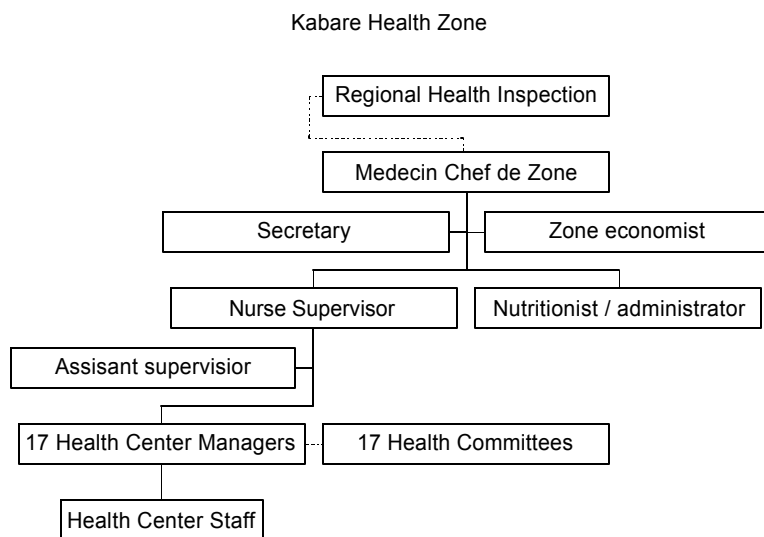 Kabare Health Zone
Regional Health Inspection
Medecin Chef de Zone
Secretary
Zone economist
Nurse Supervisor
Nutritionist / administrator
Assisant supervisior
17 Health Center Managers
17 Health Committees
Health Center Staff